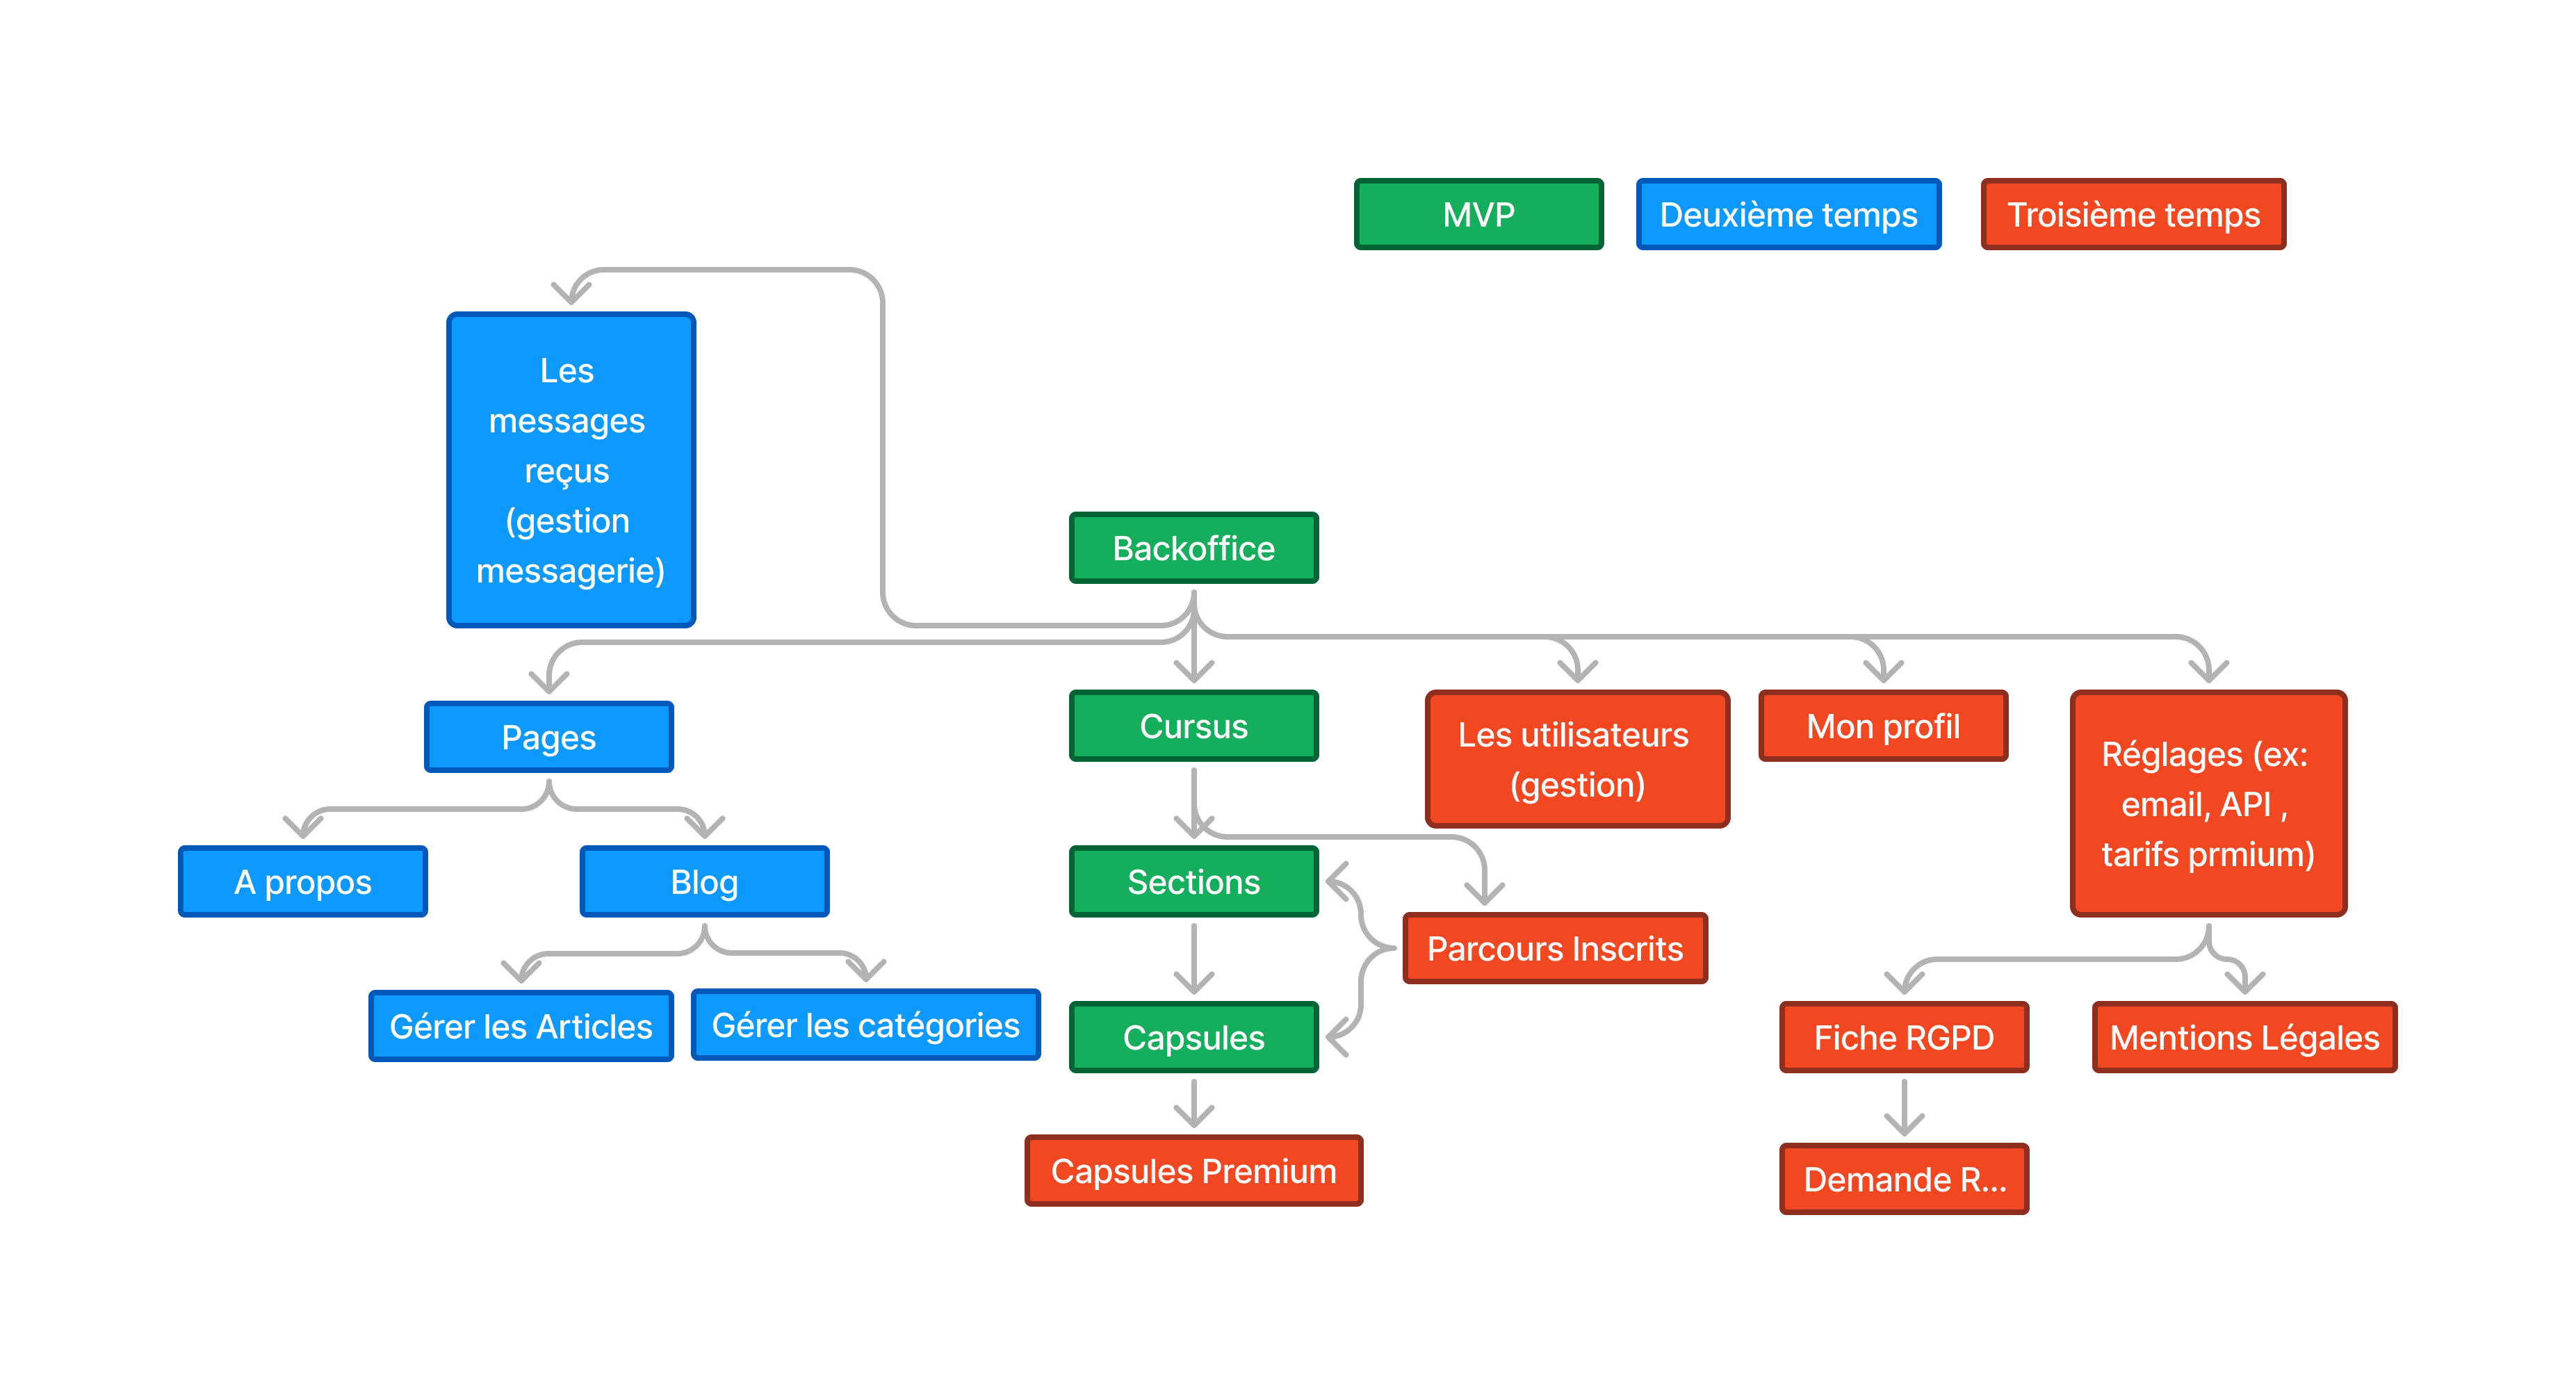 MVP
Deuxième temps
Troisième temps
Les
messages
reçus
(gestion
messagerie)
Backoffice
Pages
Cursus
Les utilisateurs
(gestion)
Mon profil
Réglages (ex:
email, API ,
tarifs prmium)
A propos
Blog
Sections
Parcours Inscrits
Gérer les Articles
Gérer les catégories
Capsules
Fiche RGPD
Mentions Légales
Capsules Premium
Demande R...